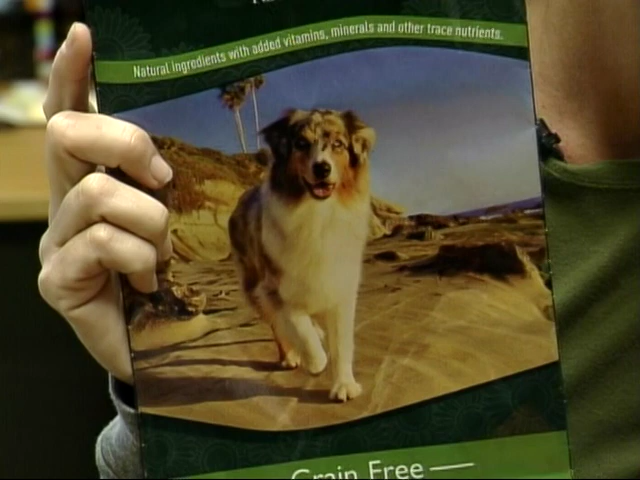 Natural ingredients with added vitamins, minerals and other trace nutrients.
Grain Free